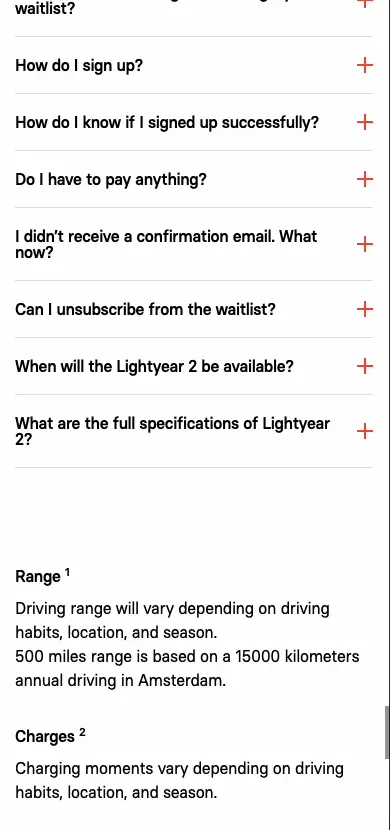 waitlist?
How do I sign up?
How do I know if I signed up successfully?
Do I have to pay anything?
I didn’t receive a confirmation email. What
now?
Can I unsubscribe from the waitlist?
When will the Lightyear 2 be available?
What are the full specifications of Lightyear
2?
Range 1
Driving range will vary depending on driving
habits, location, and season.
500 miles range is based on a 15000 kilometers
annual driving in Amsterdam.
Charges 2
Charging moments vary depending on driving
habits, location, and season.